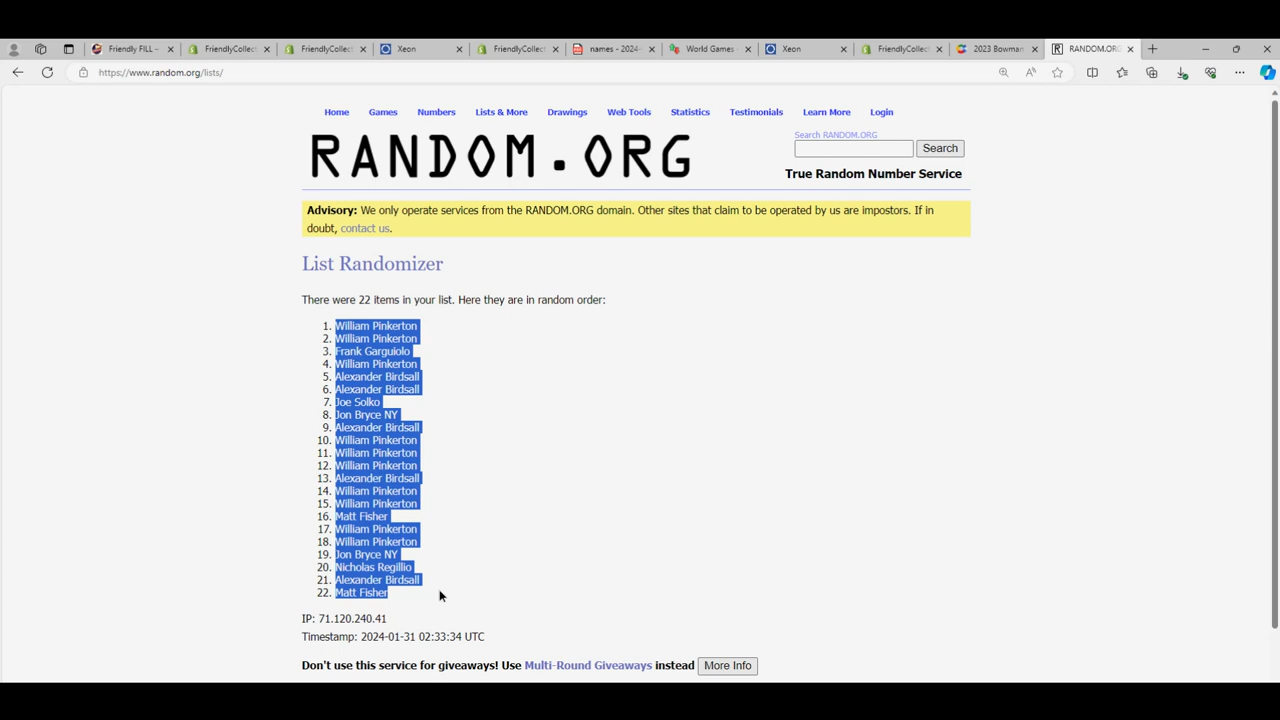 Friendly FILL –
FriendlyCollect
FriendlyCollect
Xeon
FriendlyCollect
names - 2024-
World Games -
Xeon
FriendlyCollect
2023 Bowman
RANDOM.ORG
https://www.random.org/lists/
Home Games Numbers Lists & More Drawings Web Tools Statistics Testimonials Learn More Login
RANDOM.ORG
Search RANDOM.ORG
Search
True Random Number Service
Advisory: We only operate services from the RANDOM.ORG domain. Other sites that claim to be operated by us are impostors. If in
doubt, contact us.
List Randomizer
There were 22 items in your list. Here they are in random order:
1. William Pinkerton
2. William Pinkerton
3. Frank Garguiolo
4. William Pinkerton
5. Alexander Birdsall
6. Alexander Birdsall
7. Joe Solko
8. Jon Bryce NY
9. Alexander Birdsall
10. William Pinkerton
11. William Pinkerton
12. William Pinkerton
13. Alexander Birdsall
14. William Pinkerton
15. William Pinkerton
16. Matt Fisher
17. William Pinkerton
18. William Pinkerton
19. Jon Bryce NY
20. Nicholas Regillio
21. Alexander Birdsall
22. Matt Fisher
IP: 71.120.240.41
Timestamp: 2024-01-31 02:33:34 UTC
Don't use this service for giveaways! Use Multi-Round Giveaways instead More Info